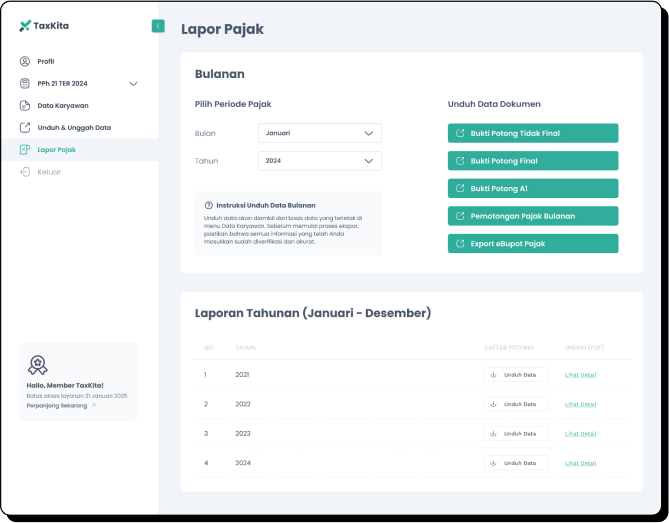 TaxKita
Profil
PPh 21 TER 2024
Data Karyawan
Unduh & Unggah Data
Lapor Pajak
Keluar
Hallo, Member TaxKita!
Batas akses layanan 31 Januari 2025
Perpanjang Sekarang >
Lapor Pajak
Bulanan
Pilih Periode Pajak
Bulan
Januari
Tahun
2024
Instruksi Unduh Data Bulanan
Unduh data akan diambil dari basis data yang terletak di
menu Data Karyawan. Sebelum memulai proses ekspor,
pastikan bahwa semua informasi yang telah Anda
masukkan sudah diverifikasi dan akurat.
Unduh Data Dokumen
Bukti Potong Tidak Final
Bukti Potong Final
Bukti Potong A1
Pemotongan Pajak Bulanan
Export eBupot Pajak
Laporan Tahunan (Januari - Desember)
NO TAHUN DAFTAR POTONG UNDUH (PDF)
1 2021 Unduh Data Lihat Detail
2 2022 Unduh Data Lihat Detail
3 2023 Unduh Data Lihat Detail
4 2024 Unduh Data Lihat Detail